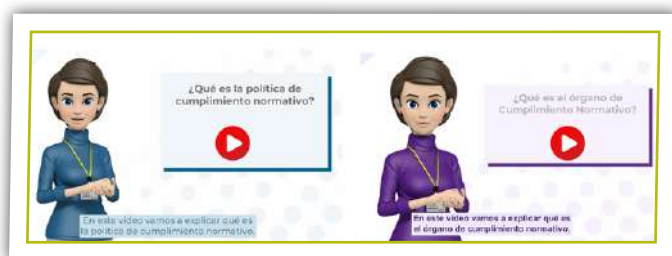 ¿Qué es la política de
cumplimiento normativo?
En este vídeo vamos a explicar qué es
la política de cumplimiento normativo.
¿Qué es el órgano de
Cumplimiento Normativo?
En este vídeo vamos a explicar qué es
el órgano de cumplimiento normativo.